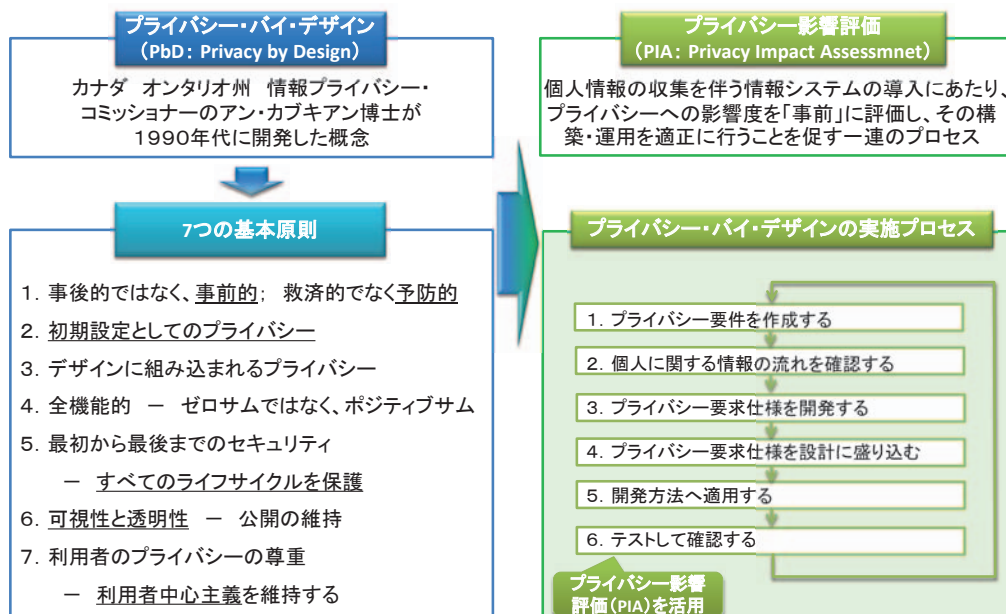 プライバシー・バイ・デザイン
（PbD： Privacy by Design）
カナダ　オンタリオ州　情報プライバシー・
コミッショナーのアン・カブキアン博士が
1990年代に開発した概念
7つの基本原則
1．事後的ではなく、事前的； 救済的でなく予防的
2．初期設定としてのプライバシー
3．デザインに組み込まれるプライバシー
4．全機能的　－　ゼロサムではなく、ポジティブサム
5．最初から最後までのセキュリティ
－　すべてのライフサイクルを保護
6．可視性と透明性　－　公開の維持
7．利用者のプライバシーの尊重
－　利用者中心主義を維持する
プライバシー影響評価
（PIA： Privacy Impact Assessmnet）
個人情報の収集を伴う情報システムの導入にあたり、
プライバシーへの影響度を「事前」に評価し、その構
築・運用を適正に行うことを促す一連のプロセス
プライバシー・バイ・デザインの実施プロセス
1．プライバシー要件を作成する
2．個人に関する情報の流れを確認する
3．プライバシー要求仕様を開発する
4．プライバシー要求仕様を設計に盛り込む
5．開発方法へ適用する
6．テストして確認する
プライバシー影響
評価（PIA）を活用